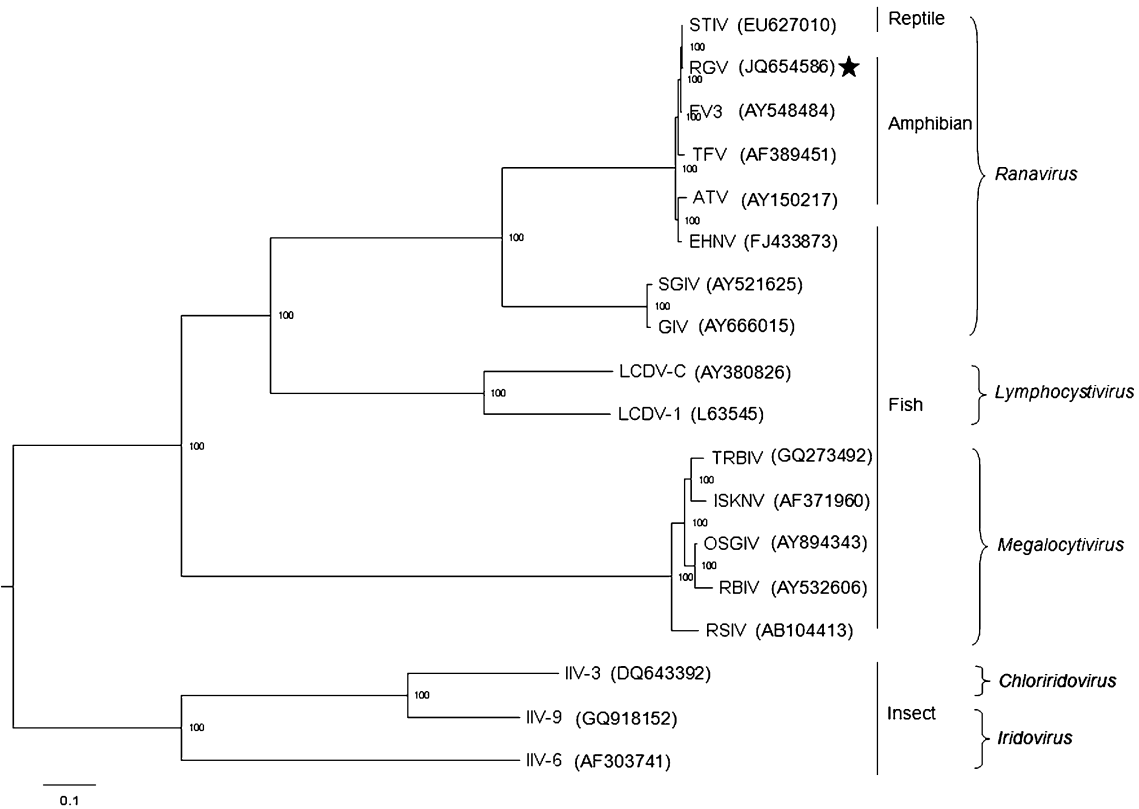 STIV (EU627010)
Reptile
100
RGV (JQ654586) ★
100
FV3 (AY548484)
100
Amphibian
TFV (AF389451)
100
Ranavirus
ATV (AY150217)
100
EHNV (FJ433873)
100
SGIV (AY521625)
100
GIV (AY666015)
100
LCDV-C (AY380826)
100
Lymphocystivirus
LCDV-1 (L63545)
Fish
100
TRBIV (GQ273492)
100
ISKNV (AF371960)
100
OSGIV (AY894343)
Megalocytivirus
100
100
RBIV (AY532606)
RSIV (AB104413)
IIV-3 (DQ643392)
Chloriridovirus
100
IIV-9 (GQ918152)
Insect
100
Iridovirus
IIV-6 (AF303741)
0.1